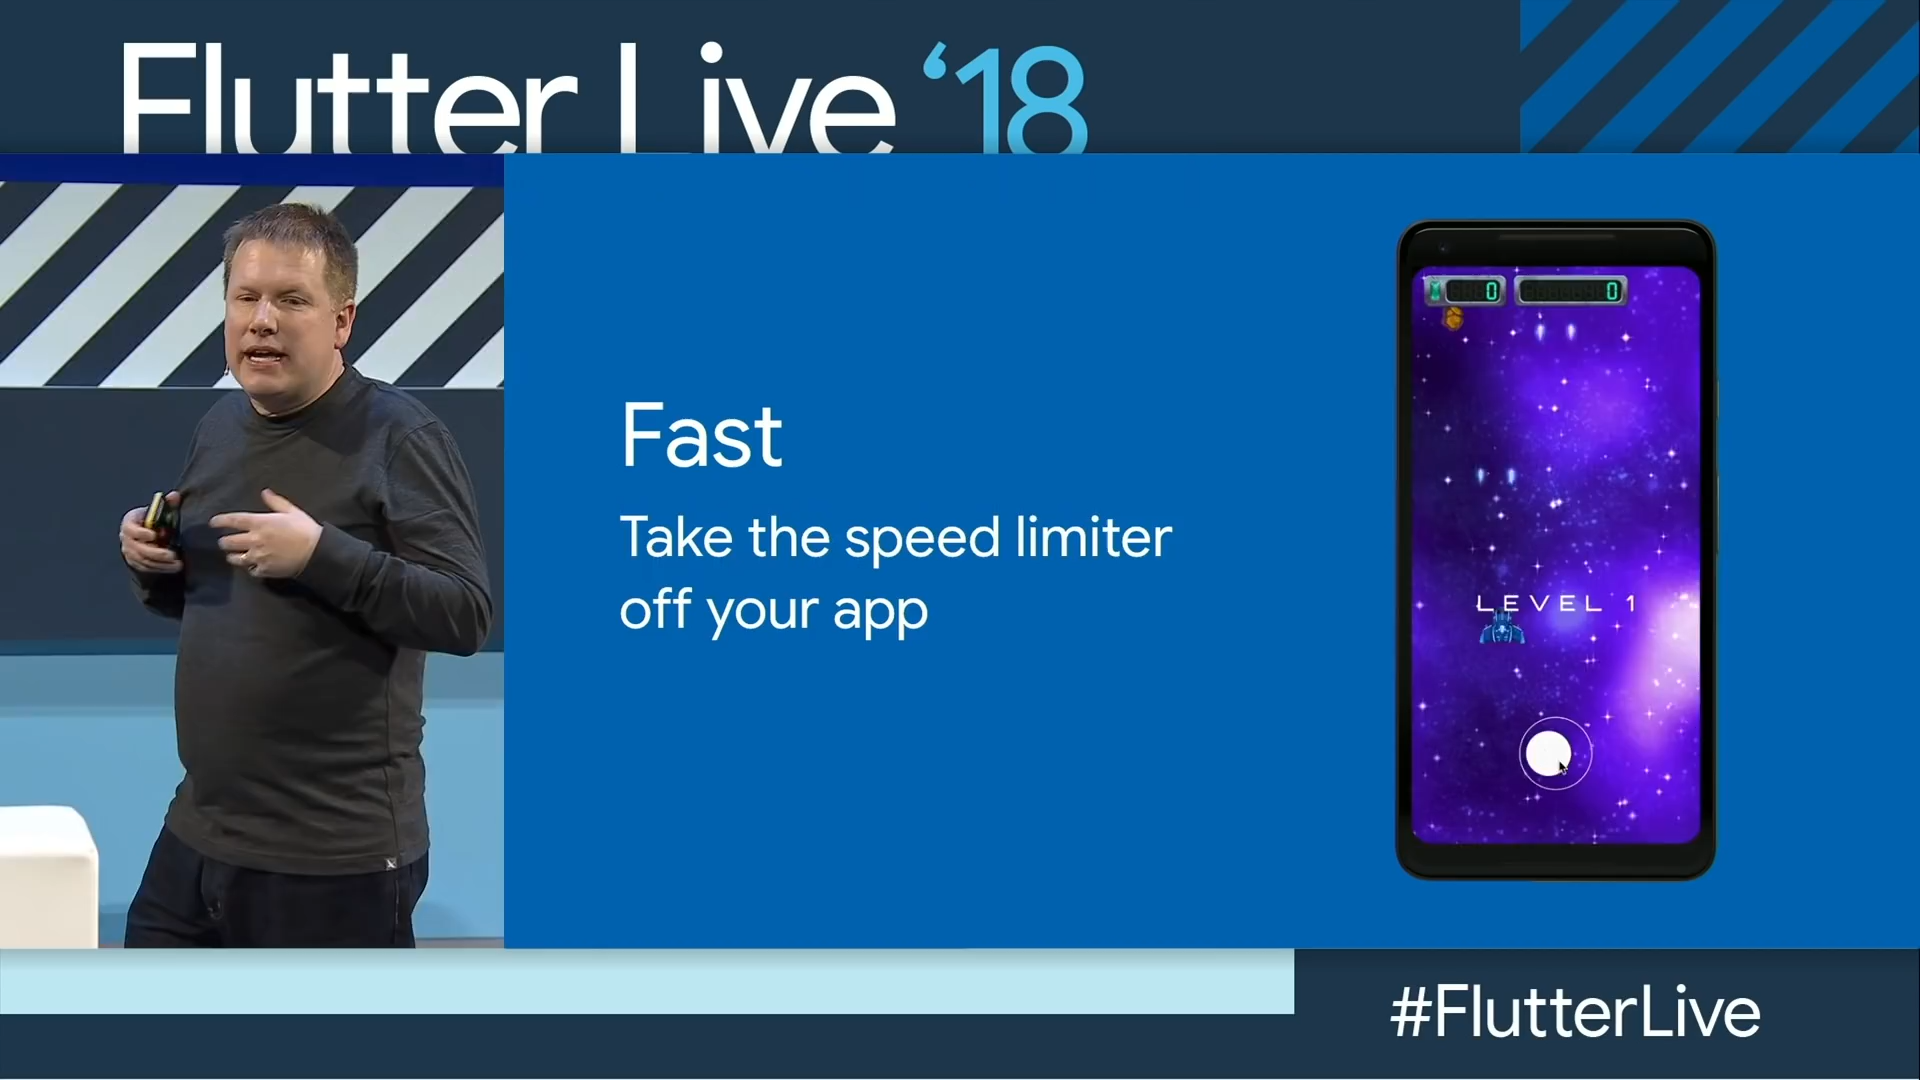 Flutter Live ‘18
0 0
Fast
Take the speed limiter
off your app
LEVEL 1
#FlutterLive